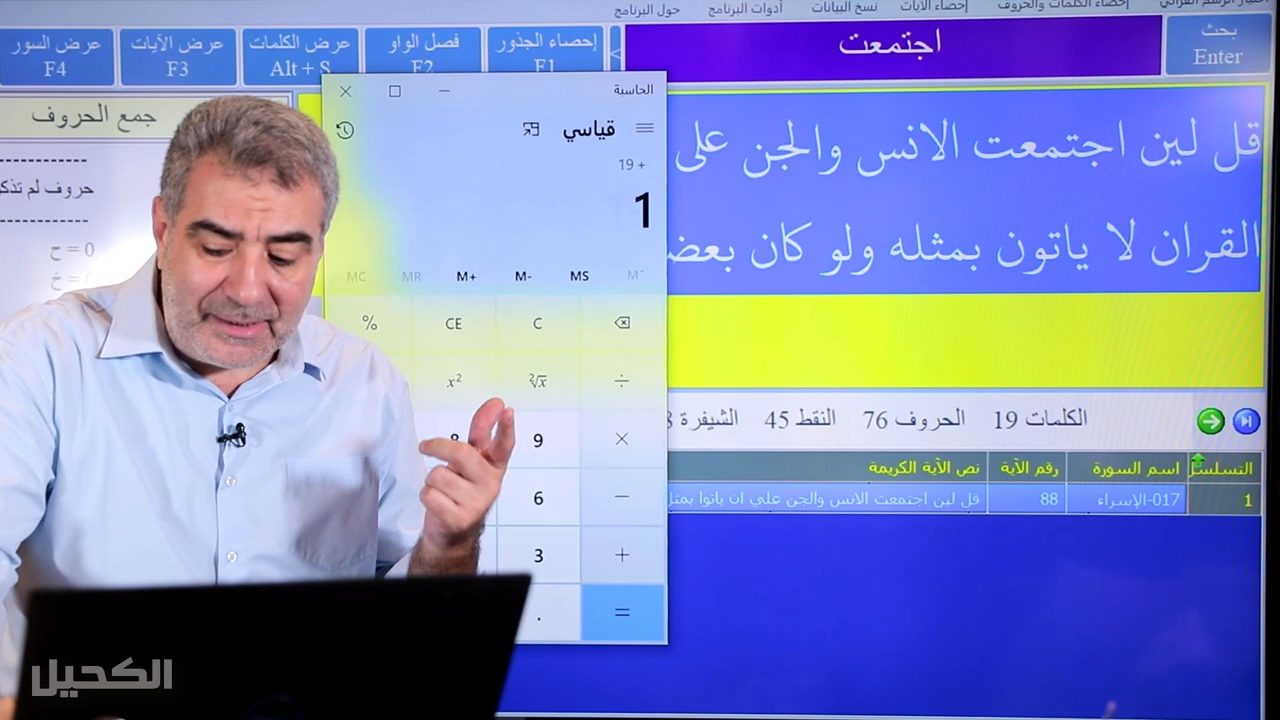 إحصاء الكلمات والحروف إحصاء الآيات نسخ البيانات أدوات البرنامج حول البرنامج
بحث
Enter
اجتمعت
إحصاء الجذور
F1
فصل الواو
F2
عرض الكلمات
Alt + S
عرض الآيات
F3
عرض السور
F4
قل لين اجتمعت الانس والجن على
القران لا ياتون بمثله ولو كان
الكلمات 19 الحروف 76 النقط 45 الشيفرة
التسلسل اسم السورة رقم الآية نص الآية الكريمة
1 017-الإسراء 88 قل لين اجتمعت الانس والجن علي ان ياتوا
جمع الحروف
حروف لم
ح = 0
الحاسبة
قياسي
19 +
1
MC MR M+ M- MS
% CE C
x² ²√x ÷
8 9 ×
6 −
3 +
. =
الكحيل